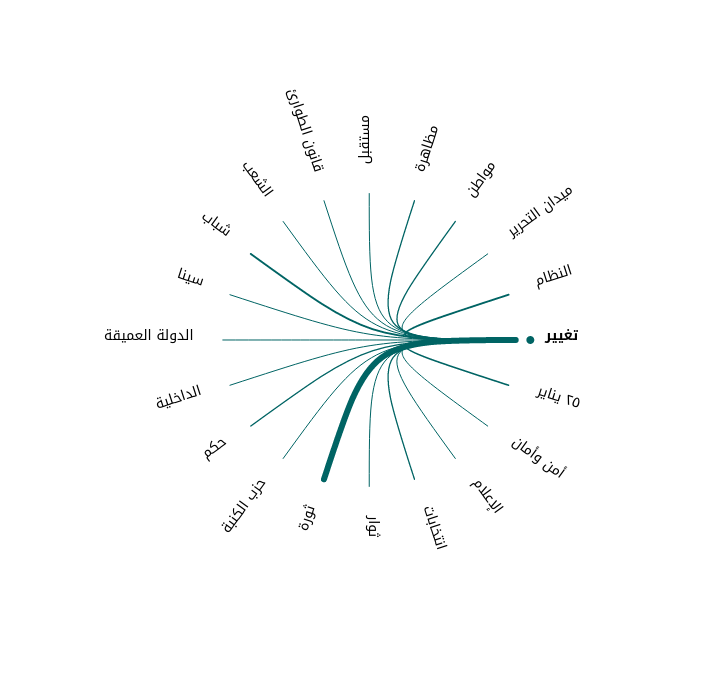 تغيير
٢٥ يناير
أمن وأمان
الإعلام
انتخابات
ثوار
ثورة
حزب الكنبة
حكم
الداخلية
الدولة العميقة
سينا
شباب
الشعب
قانون الطوارئ
مستقبل
مظاهرة
مواطن
ميدان التحرير
النظام